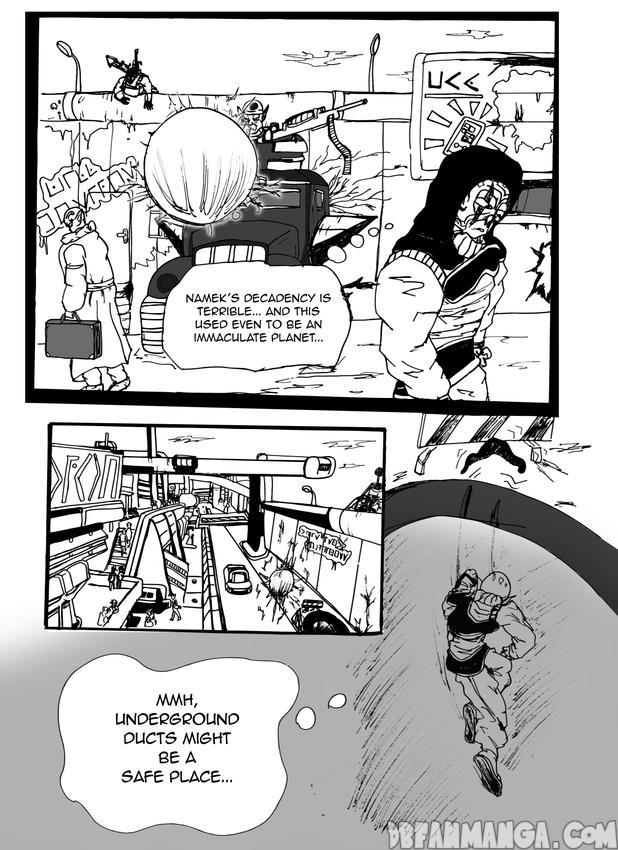 NAMEK'S DECADENCY IS
TERRIBLE... AND THIS
USED EVEN TO BE AN
IMMACULATE PLANET...
MMH,
UNDERGROUND
DUCTS MIGHT
BE A
SAFE PLACE...
DBFANMANGA.COM